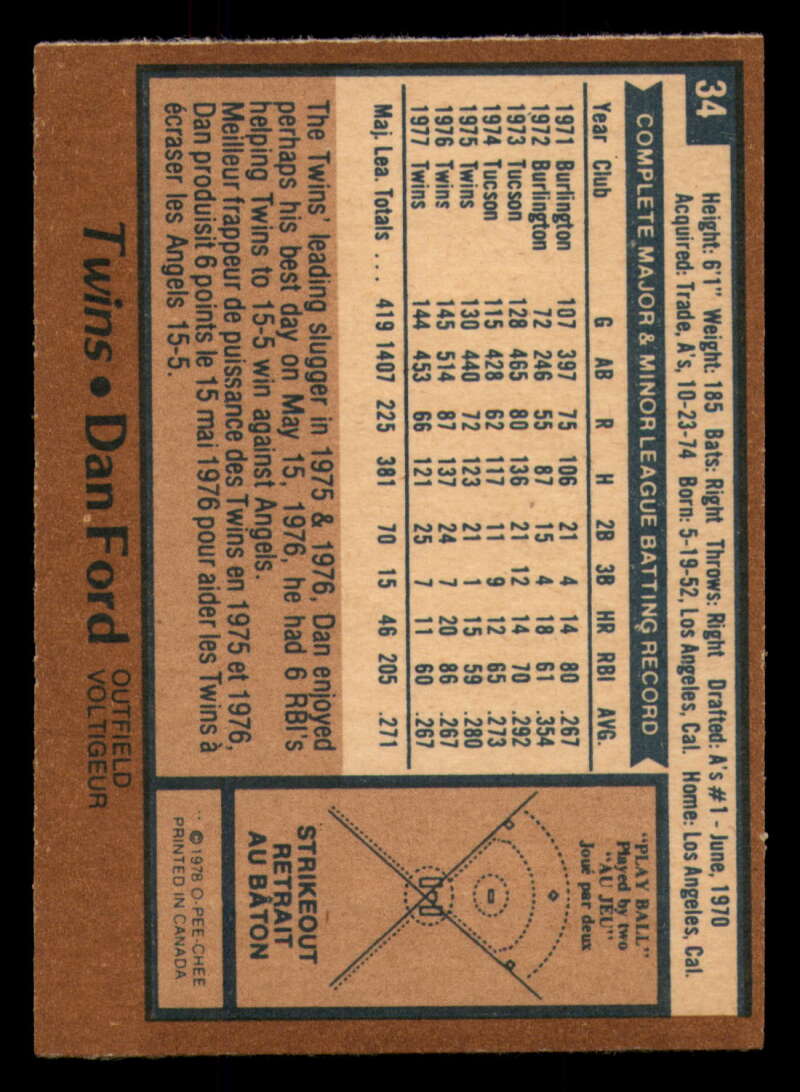 34
Height: 6'1" Weight: 185 Bats: Right Throws: Right Drafted: A's #1 - June, 1970
Acquired: Trade, A's, 10-23-74 Born: 5-19-52, Los Angeles, Cal. Home: Los Angeles, Cal.
COMPLETE MAJOR & MINOR LEAGUE BATTING RECORD
Year Club G AB R H 2B 3B HR RBI AVG.
1971 Burlington 107 397 75 106 21 4 14 80 .267
1972 Burlington 72 246 55 87 15 4 18 61 .354
1973 Tucson 128 465 80 136 21 12 14 70 .292
1974 Tucson 115 428 62 117 11 9 12 65 .273
1975 Twins 130 440 72 123 21 1 15 59 .280
1976 Twins 145 514 87 137 24 7 20 86 .267
1977 Twins 144 453 66 121 25 7 11 60 .267
Maj. Lea. Totals .... 419 1407 225 381 70 15 46 205 .271
The Twins' leading slugger in 1975 & 1976, Dan enjoyed
perhaps his best day on May 15, 1976, he had 6 RBI's
helping Twins to 15-5 win against Angels.
Meilleur frappeur de puissance des Twins en 1975 et 1976,
Dan produisit 6 points le 15 mai 1976 pour aider les Twins à
écraser les Angels 15-5.
"PLAY BALL"
Played by two
"AU JEU"
Joué par deux
STRIKEOUT
RETRAIT
AU BÂTON
** © 1978 O-PEE-CHEE
PRINTED IN CANADA
Twins • Dan Ford
OUTFIELD
VOLTIGEUR